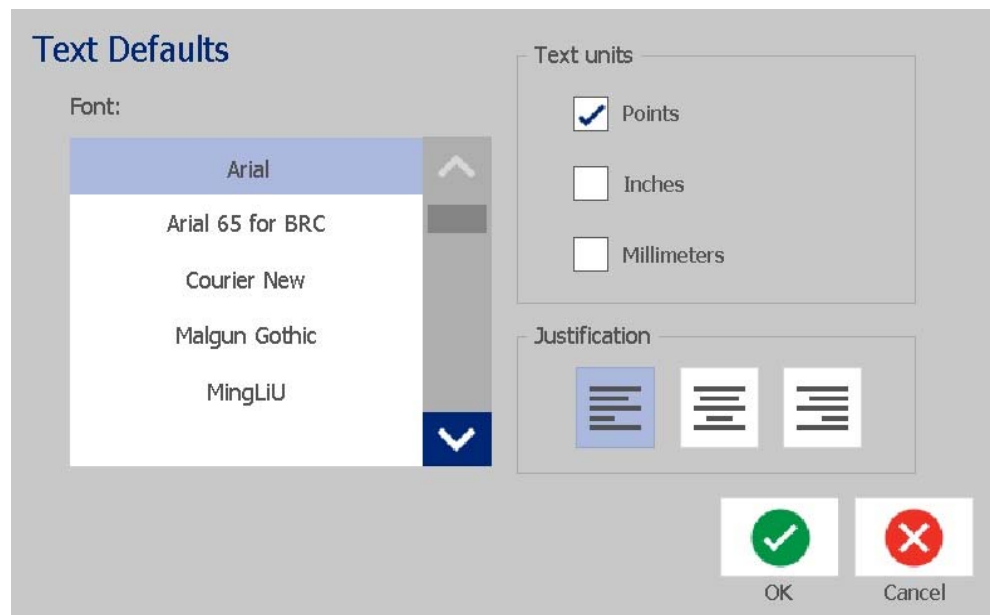 Text Defaults
Font:
Arial
Arial 65 for BRC
Courier New
Malgun Gothic
MingLiU
Text units
Points
Inches
Millimeters
Justification
OK
Cancel